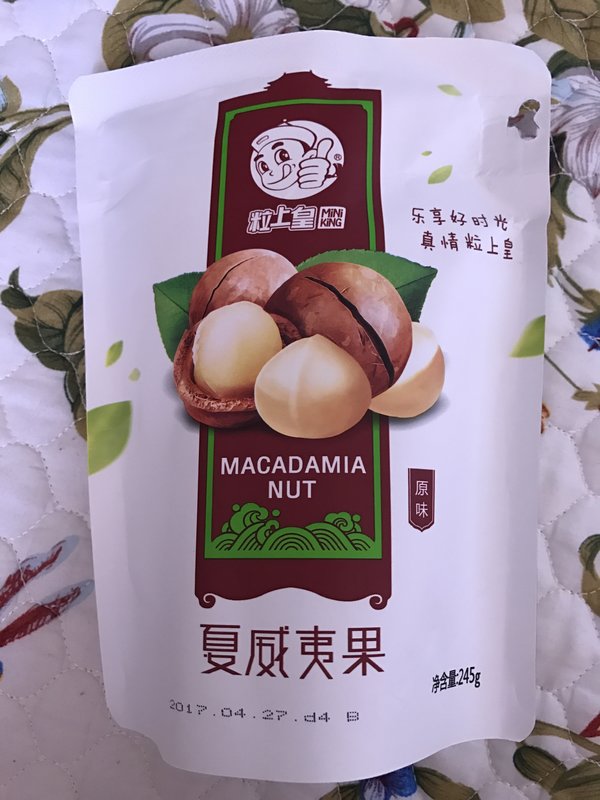 ®
粒上皇 MiNi KiNG
乐享好时光
真情粒上皇
MACADAMIA
NUT
原味
夏威夷果
净含量:245g
2017.04.27.d4 B